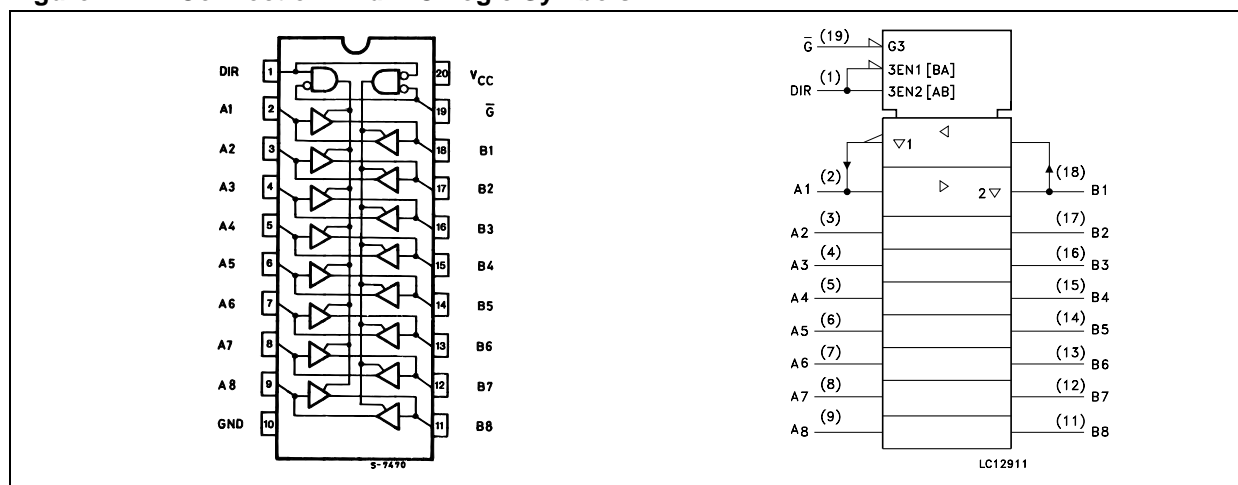 DIR 1 20 VCC
A1 2 19 G̅
A2 3 18 B1
A3 4 17 B2
A4 5 16 B3
A5 6 15 B4
A6 7 14 B5
A7 8 13 B6
A8 9 12 B7
GND 10 11 B8
S-7470
G̅ (19) G3
3EN1 [BA]
DIR (1) 3EN2 [AB]
▽1 ◁
A1 (2) ▷ 2▽ (18) B1
A2 (3) (17) B2
A3 (4) (16) B3
A4 (5) (15) B4
A5 (6) (14) B5
A6 (7) (13) B6
A7 (8) (12) B7
A8 (9) (11) B8
LC12911